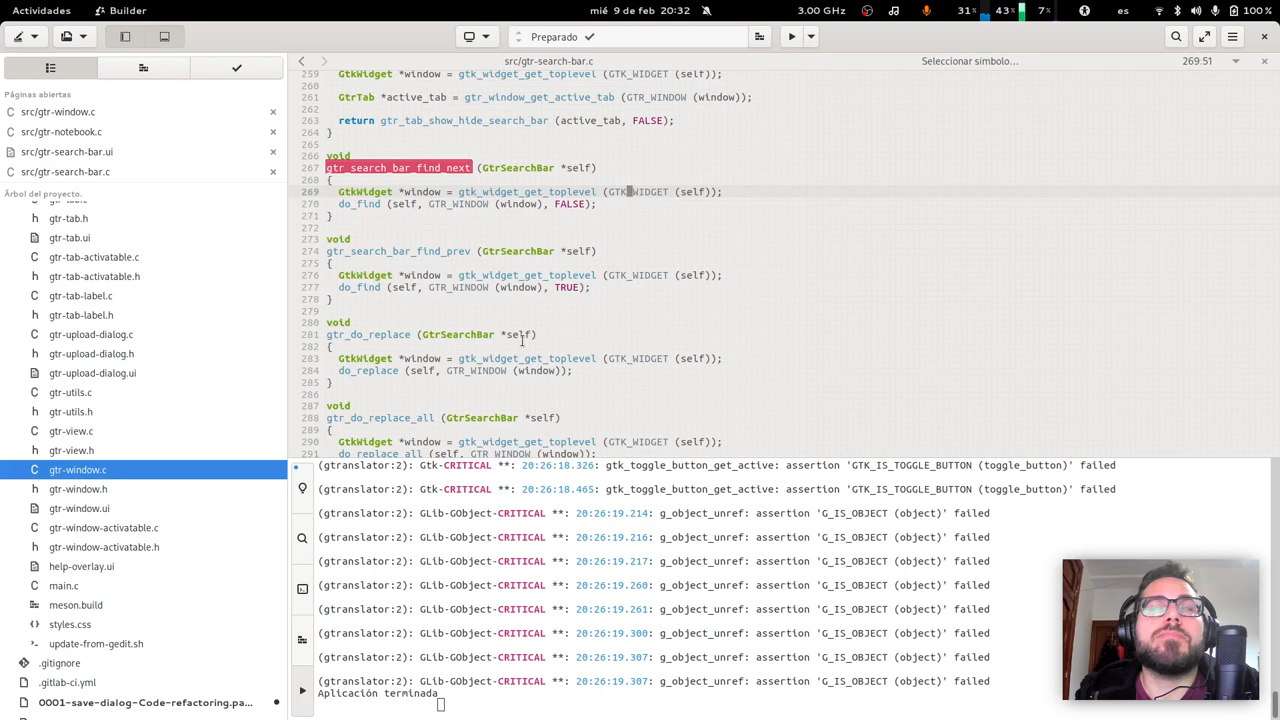 Actividades Builder mié 9 de feb 20:32 3.00 GHz 31% 43% 7% es 100 %
Preparado
src/gtr-search-bar.c Seleccionar símbolo… 269:51
Páginas abiertas
src/gtr-window.c
src/gtr-notebook.c
src/gtr-search-bar.ui
src/gtr-search-bar.c
Árbol del proyecto.
gtr-tab.h
gtr-tab.ui
gtr-tab-activatable.c
gtr-tab-activatable.h
gtr-tab-label.c
gtr-tab-label.h
gtr-upload-dialog.c
gtr-upload-dialog.h
gtr-upload-dialog.ui
gtr-utils.c
gtr-utils.h
gtr-view.c
gtr-view.h
gtr-window.c
gtr-window.h
gtr-window.ui
gtr-window-activatable.c
gtr-window-activatable.h
help-overlay.ui
main.c
meson.build
styles.css
update-from-gedit.sh
.gitignore
.gitlab-ci.yml
0001-save-dialog-Code-refactoring.pa…
259 GtkWidget *window = gtk_widget_get_toplevel (GTK_WIDGET (self));
260
261 GtrTab *active_tab = gtr_window_get_active_tab (GTR_WINDOW (window));
262
263 return gtr_tab_show_hide_search_bar (active_tab, FALSE);
264 }
265
266 void
267 gtr_search_bar_find_next (GtrSearchBar *self)
268 {
269 GtkWidget *window = gtk_widget_get_toplevel (GTK_WIDGET (self));
270 do_find (self, GTR_WINDOW (window), FALSE);
271 }
272
273 void
274 gtr_search_bar_find_prev (GtrSearchBar *self)
275 {
276 GtkWidget *window = gtk_widget_get_toplevel (GTK_WIDGET (self));
277 do_find (self, GTR_WINDOW (window), TRUE);
278 }
279
280 void
281 gtr_do_replace (GtrSearchBar *self)
282 {
283 GtkWidget *window = gtk_widget_get_toplevel (GTK_WIDGET (self));
284 do_replace (self, GTR_WINDOW (window));
285 }
286
287 void
288 gtr_do_replace_all (GtrSearchBar *self)
289 {
290 GtkWidget *window = gtk_widget_get_toplevel (GTK_WIDGET (self));
291 do_replace_all (self, GTR_WINDOW (window));
(gtranslator:2): Gtk-CRITICAL **: 20:26:18.326: gtk_toggle_button_get_active: assertion 'GTK_IS_TOGGLE_BUTTON (toggle_button)' failed
(gtranslator:2): Gtk-CRITICAL **: 20:26:18.465: gtk_toggle_button_get_active: assertion 'GTK_IS_TOGGLE_BUTTON (toggle_button)' failed
(gtranslator:2): GLib-GObject-CRITICAL **: 20:26:19.214: g_object_unref: assertion 'G_IS_OBJECT (object)' failed
(gtranslator:2): GLib-GObject-CRITICAL **: 20:26:19.216: g_object_unref: assertion 'G_IS_OBJECT (object)' failed
(gtranslator:2): GLib-GObject-CRITICAL **: 20:26:19.217: g_object_unref: assertion 'G_IS_OBJECT (object)' failed
(gtranslator:2): GLib-GObject-CRITICAL **: 20:26:19.260: g_object_unref: assertion 'G_IS_OBJECT (object)' failed
(gtranslator:2): GLib-GObject-CRITICAL **: 20:26:19.261: g_object_unref: assertion 'G_IS_OBJECT (object)' failed
(gtranslator:2): GLib-GObject-CRITICAL **: 20:26:19.300: g_object_unref: assertion 'G_IS_OBJECT (object)' failed
(gtranslator:2): GLib-GObject-CRITICAL **: 20:26:19.307: g_object_unref: assertion 'G_IS_OBJECT (object)' failed
(gtranslator:2): GLib-GObject-CRITICAL **: 20:26:19.307: g_object_unref: assertion 'G_IS_OBJECT (object)' failed
Aplicación terminada